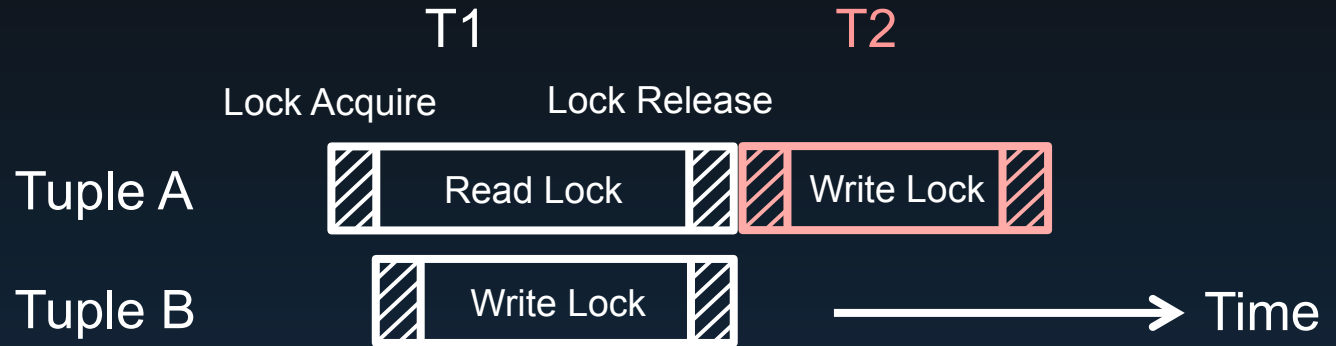 T1 T2
Lock Acquire Lock Release
Tuple A Read Lock Write Lock
Tuple B Write Lock Time